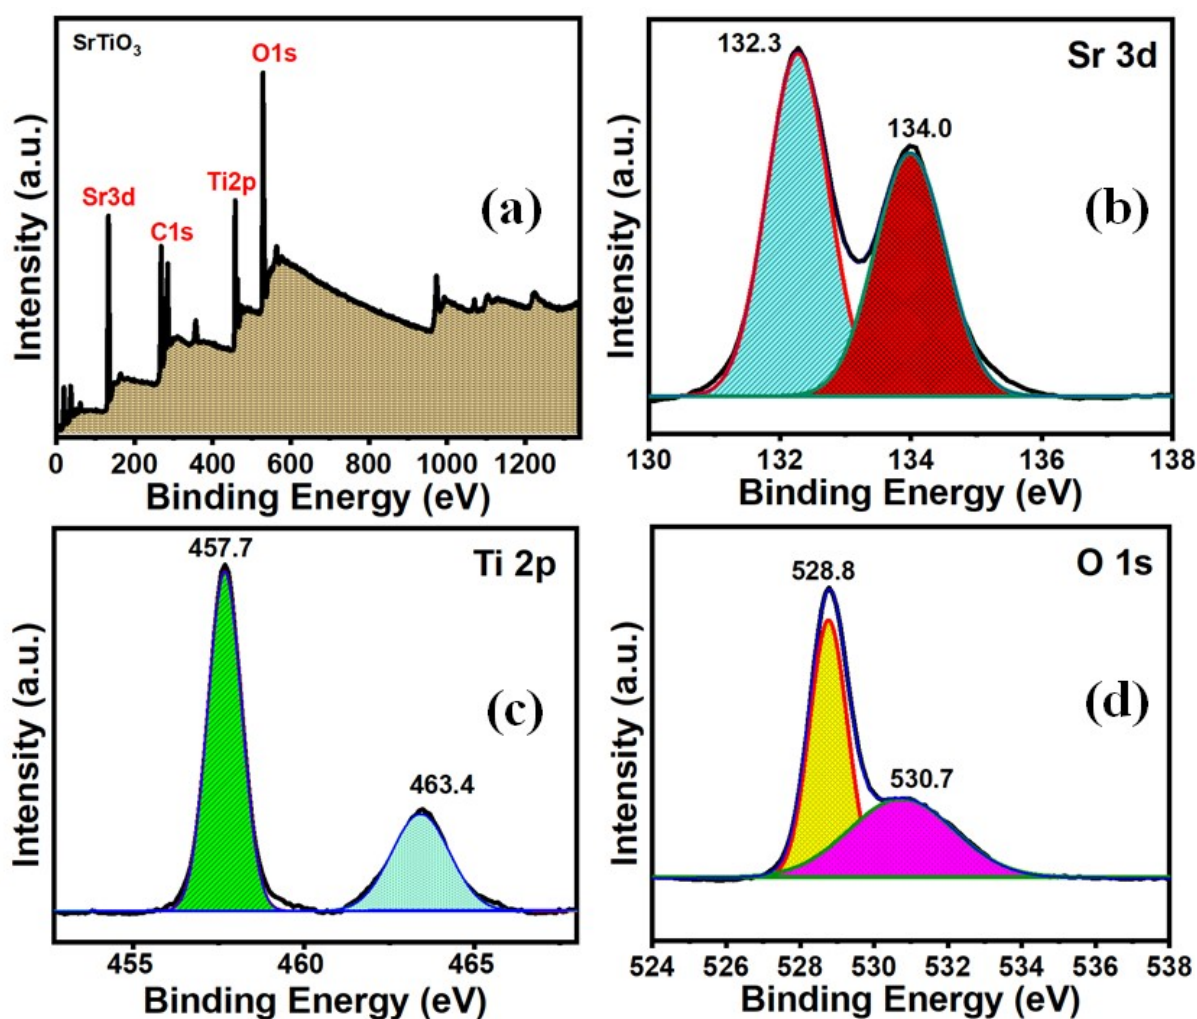 SrTiO₃
O1s
Ti2p
Sr3d
C1s
(a)
Intensity (a.u.)
0 200 400 600 800 1000 1200
Binding Energy (eV)
132.3
Sr 3d
134.0
(b)
Intensity (a.u.)
130 132 134 136 138
Binding Energy (eV)
457.7
Ti 2p
(c)
463.4
Intensity (a.u.)
455 460 465
Binding Energy (eV)
528.8
O 1s
(d)
530.7
Intensity (a.u.)
524 526 528 530 532 534 536 538
Binding Energy (eV)